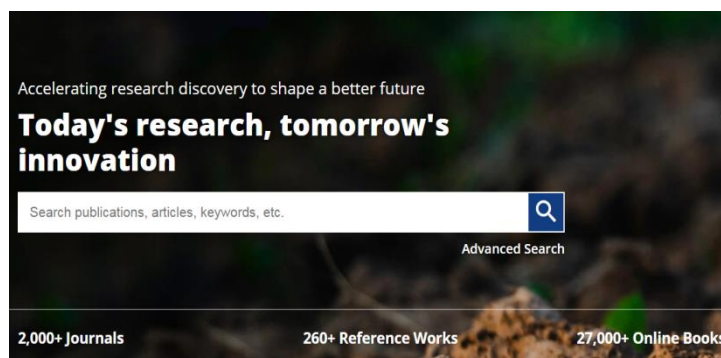 Accelerating research discovery to shape a better future
Today's research, tomorrow's
innovation
Search publications, articles, keywords, etc.
Advanced Search
2,000+ Journals 260+ Reference Works 27,000+ Online Books